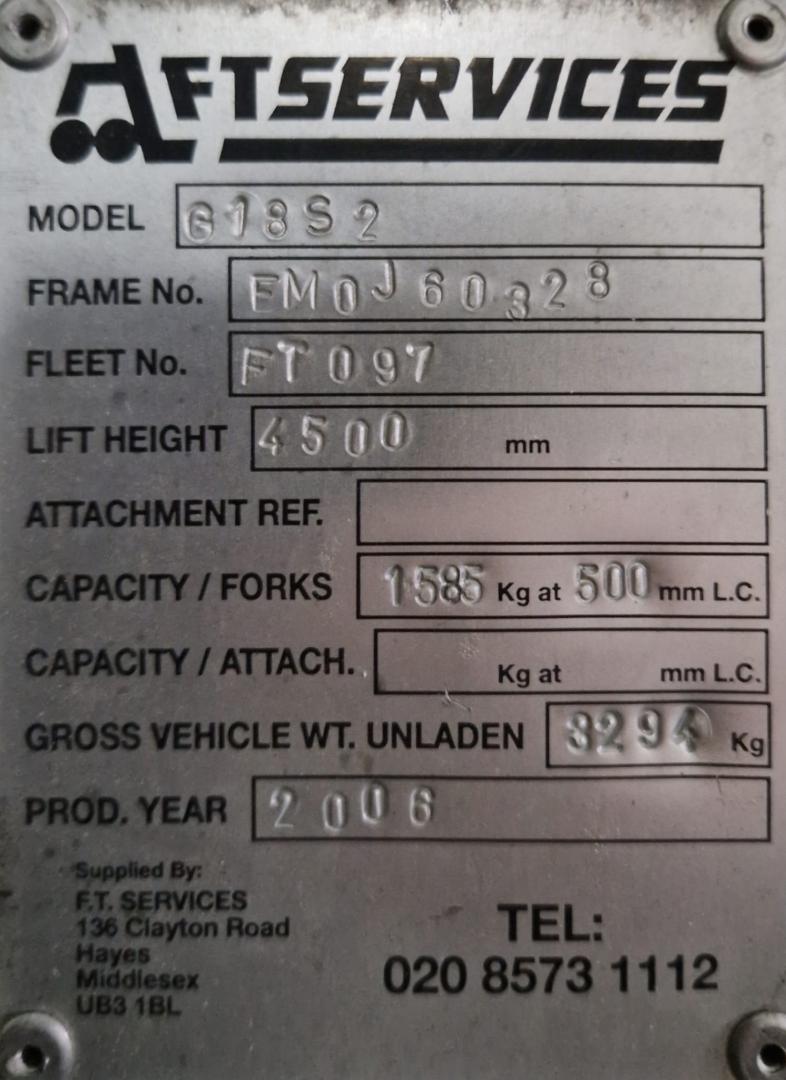 FTSERVICES
MODEL G18S2
FRAME No. EM0J60328
FLEET No. FT097
LIFT HEIGHT 4500 mm
ATTACHMENT REF.
CAPACITY / FORKS 1585 Kg at 500 mm L.C.
CAPACITY / ATTACH. Kg at mm L.C.
GROSS VEHICLE WT. UNLADEN 3294 Kg
PROD. YEAR 2006
Supplied By:
F.T. SERVICES
136 Clayton Road
Hayes
Middlesex
UB3 1BL
TEL:
020 8573 1112